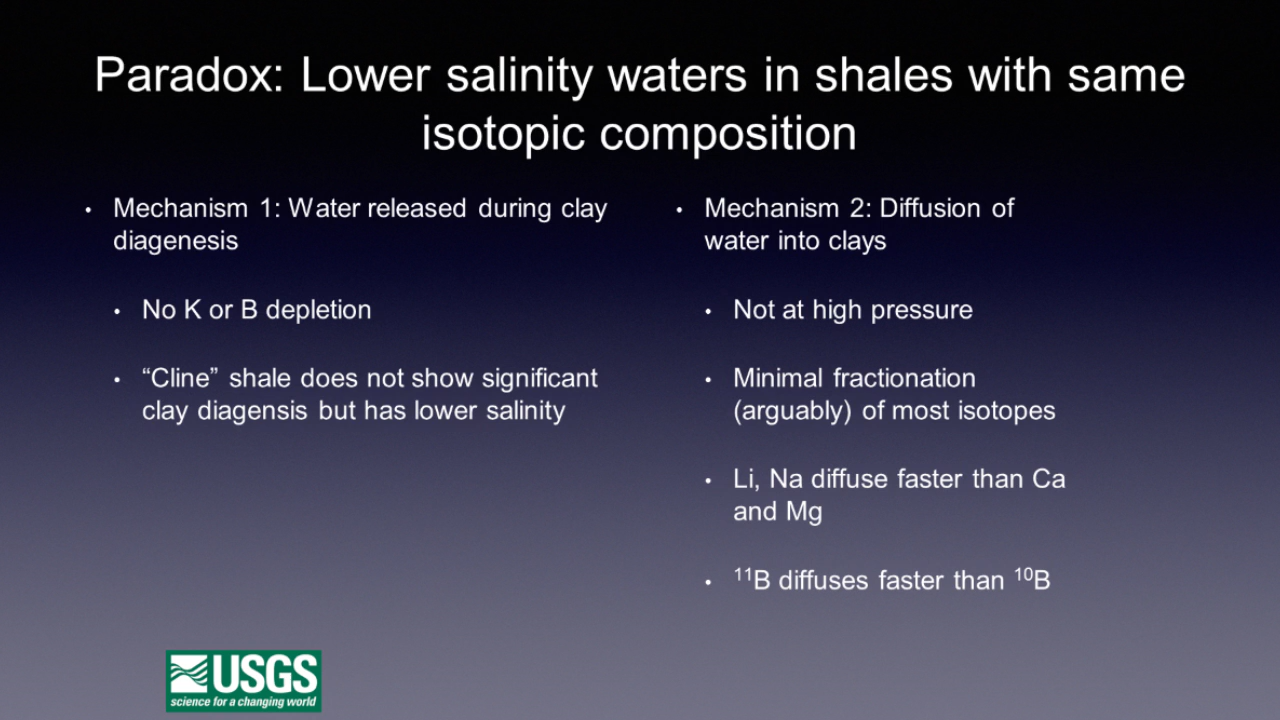 Paradox: Lower salinity waters in shales with same
isotopic composition
• Mechanism 1: Water released during clay
diagenesis
• No K or B depletion
• “Cline” shale does not show significant
clay diagensis but has lower salinity
• Mechanism 2: Diffusion of
water into clays
• Not at high pressure
• Minimal fractionation
(arguably) of most isotopes
• Li, Na diffuse faster than Ca
and Mg
• ¹¹B diffuses faster than ¹⁰B
USGS
science for a changing world